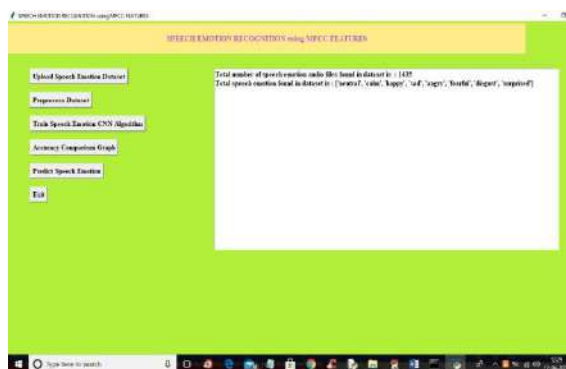 SPEECH EMOTION RECOGNITION using MFCC FEATURES
SPEECH EMOTION RECOGNITION using MFCC FEATURES
Upload Speech Emotion Dataset
Preprocess Dataset
Train Speech Emotion CNN Algorithm
Accuracy Comparison Graph
Predict Speech Emotion
Exit
Total number of speech emotion audio files found in dataset is : 1435
Total speech emotion found in dataset is : ['neutral', 'calm', 'happy', 'sad', 'angry', 'fearful', 'disgust', 'surprised']
Type here to search